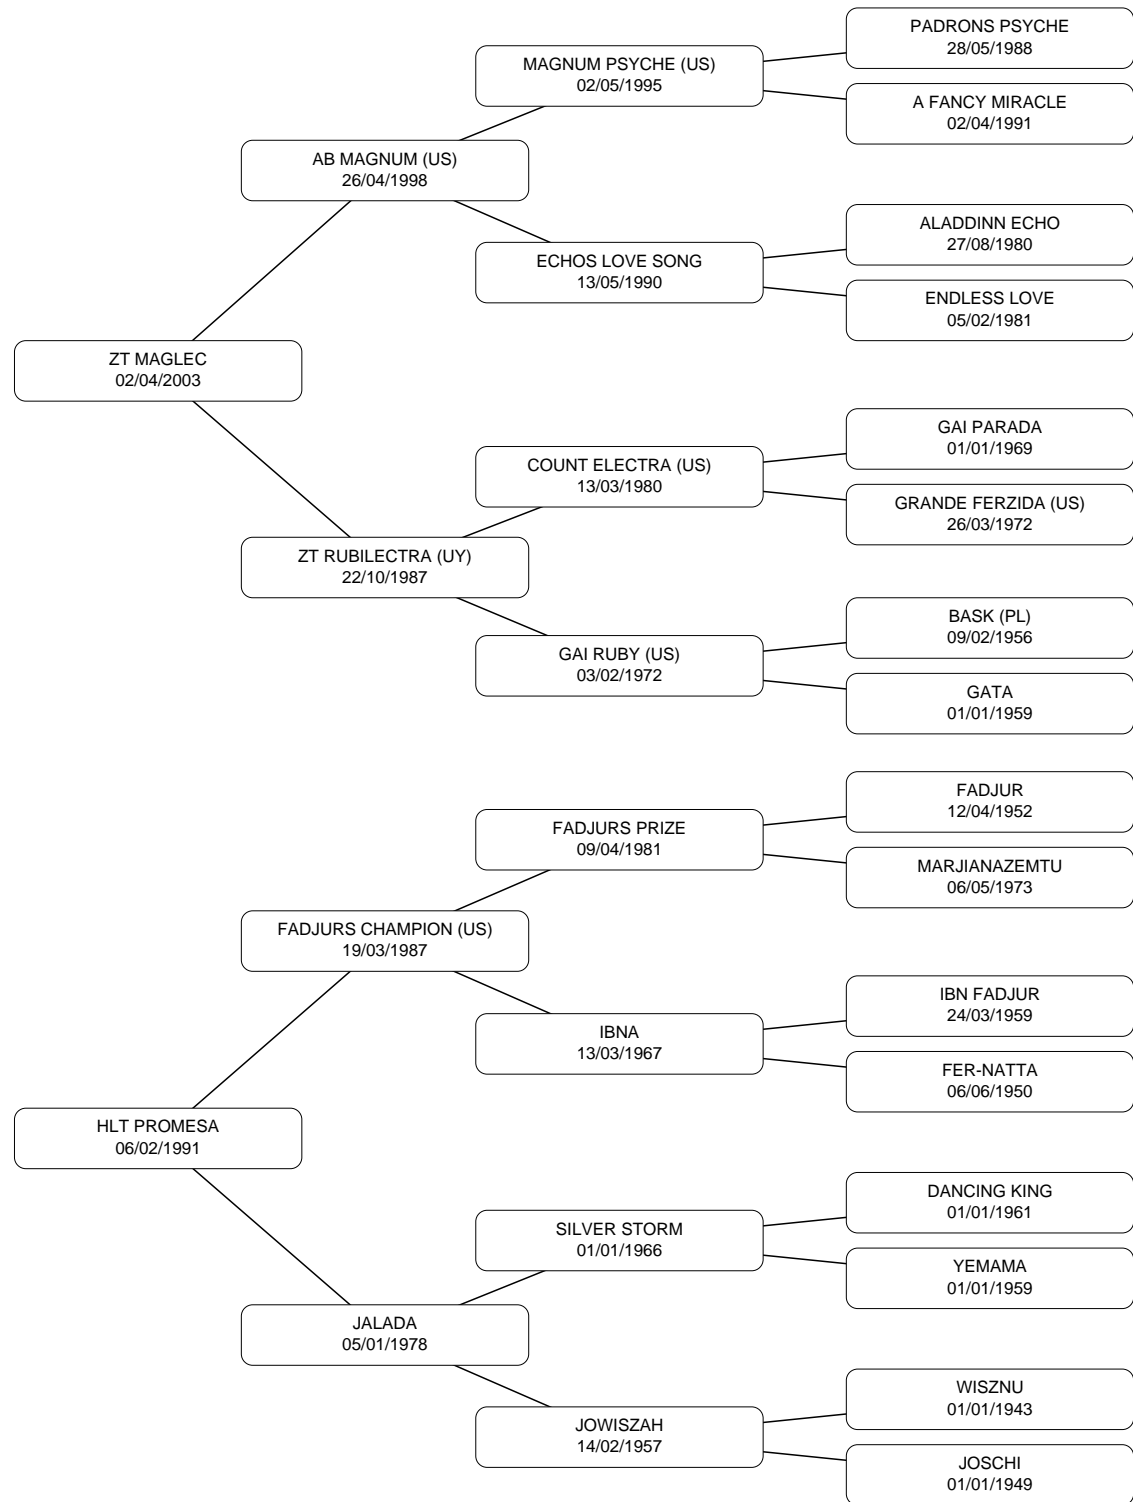 PADRONS PSYCHE
28/05/1988
MAGNUM PSYCHE (US)
02/05/1995
A FANCY MIRACLE
02/04/1991
AB MAGNUM (US)
26/04/1998
ALADDINN ECHO
27/08/1980
ECHOS LOVE SONG
13/05/1990
ENDLESS LOVE
05/02/1981
ZT MAGLEC
02/04/2003
GAI PARADA
01/01/1969
COUNT ELECTRA (US)
13/03/1980
GRANDE FERZIDA (US)
26/03/1972
ZT RUBILECTRA (UY)
22/10/1987
BASK (PL)
09/02/1956
GAI RUBY (US)
03/02/1972
GATA
01/01/1959
FADJUR
12/04/1952
FADJURS PRIZE
09/04/1981
MARJIANAZEMTU
06/05/1973
FADJURS CHAMPION (US)
19/03/1987
IBN FADJUR
24/03/1959
IBNA
13/03/1967
FER-NATTA
06/06/1950
HLT PROMESA
06/02/1991
DANCING KING
01/01/1961
SILVER STORM
01/01/1966
YEMAMA
01/01/1959
JALADA
05/01/1978
WISZNU
01/01/1943
JOWISZAH
14/02/1957
JOSCHI
01/01/1949